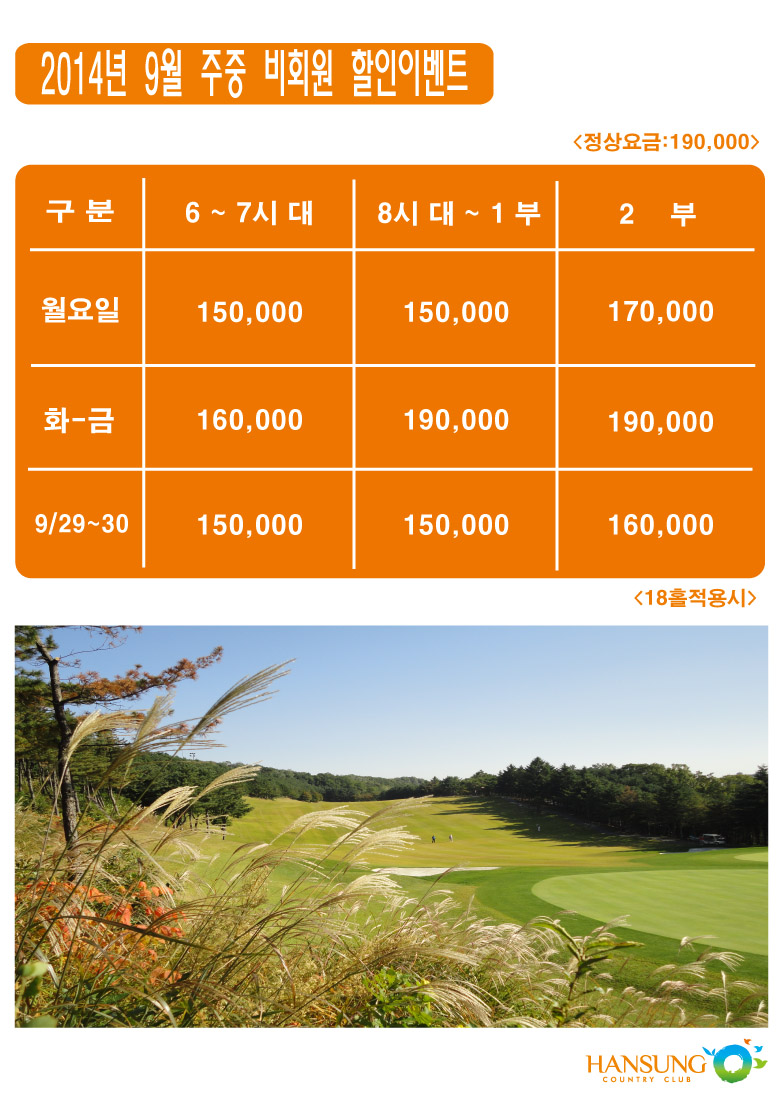 2014년 9월 주중 비회원 할인이벤트
<정상요금:190,000>
구 분 6 ~ 7시 대 8시 대 ~ 1 부 2 부
월요일 150,000 150,000 170,000
화-금 160,000 190,000 190,000
9/29~30 150,000 150,000 160,000
<18홀적용시>
HANSUNG
COUNTRY CLUB